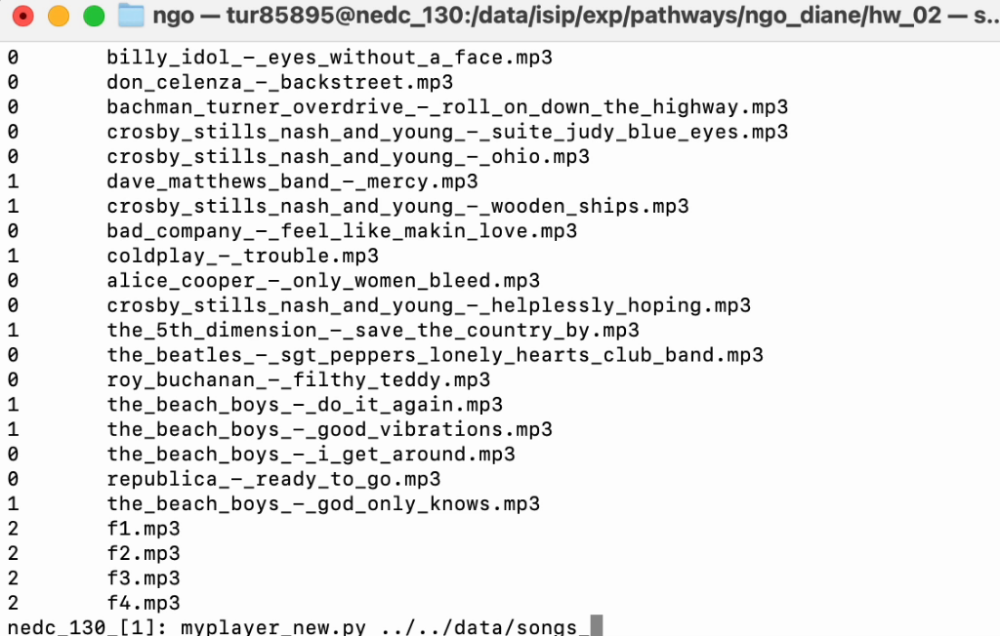 ngo — tur85895@nedc_130:/data/isip/exp/pathways/ngo_diane/hw_02 — s...
0 billy_idol_-_eyes_without_a_face.mp3
0 don_celenza_-_backstreet.mp3
0 bachman_turner_overdrive_-_roll_on_down_the_highway.mp3
0 crosby_stills_nash_and_young_-_suite_judy_blue_eyes.mp3
0 crosby_stills_nash_and_young_-_ohio.mp3
1 dave_matthews_band_-_mercy.mp3
1 crosby_stills_nash_and_young_-_wooden_ships.mp3
0 bad_company_-_feel_like_makin_love.mp3
1 coldplay_-_trouble.mp3
0 alice_cooper_-_only_women_bleed.mp3
0 crosby_stills_nash_and_young_-_helplessly_hoping.mp3
1 the_5th_dimension_-_save_the_country_by.mp3
0 the_beatles_-_sgt_peppers_lonely_hearts_club_band.mp3
0 roy_buchanan_-_filthy_teddy.mp3
1 the_beach_boys_-_do_it_again.mp3
1 the_beach_boys_-_good_vibrations.mp3
0 the_beach_boys_-_i_get_around.mp3
0 republica_-_ready_to_go.mp3
1 the_beach_boys_-_god_only_knows.mp3
2 f1.mp3
2 f2.mp3
2 f3.mp3
2 f4.mp3
nedc_130_[1]: myplayer_new.py ../../data/songs_